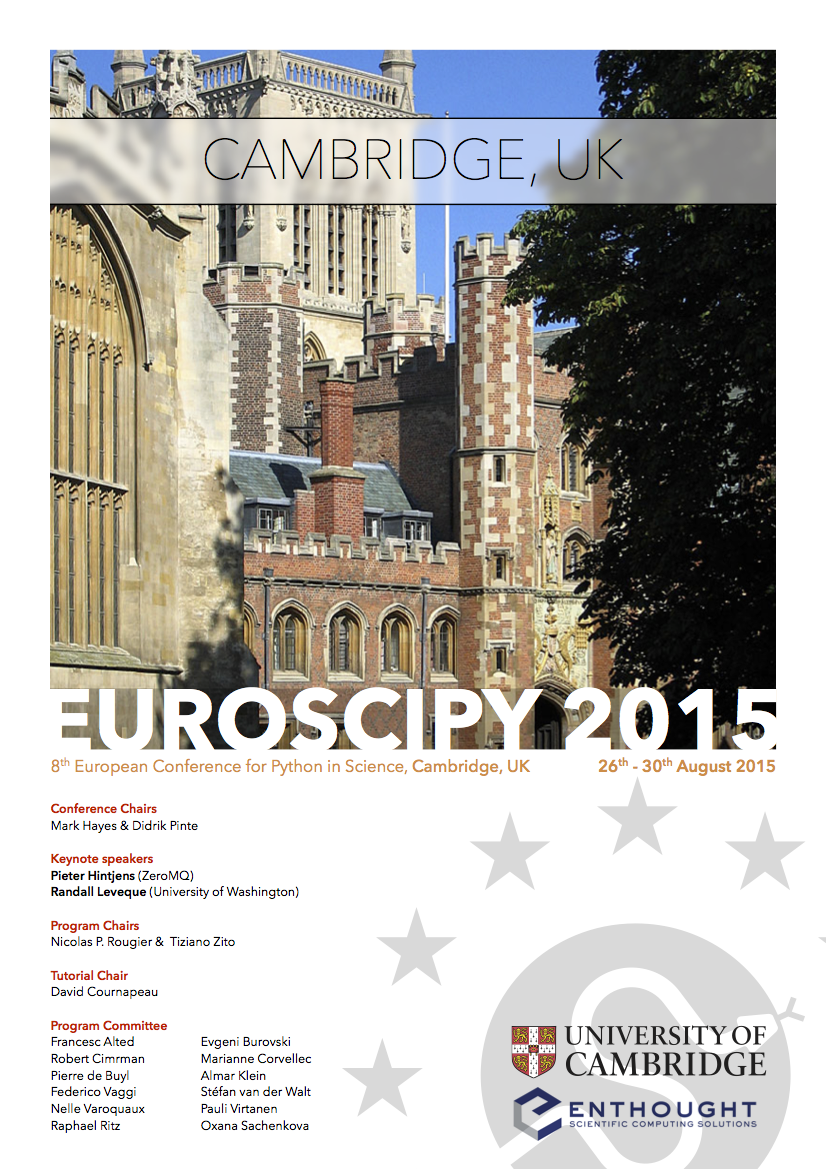 CAMBRIDGE, UK
EUROSCIPY 2015
8th European Conference for Python in Science, Cambridge, UK
26th - 30th August 2015
Conference Chairs
Mark Hayes & Didrik Pinte
Keynote speakers
Pieter Hintjens (ZeroMQ)
Randall Leveque (University of Washington)
Program Chairs
Nicolas P. Rougier & Tiziano Zito
Tutorial Chair
David Cournapeau
Program Committee
Francesc Alted
Robert Cimrman
Pierre de Buyl
Federico Vaggi
Nelle Varoquaux
Raphael Ritz
Evgeni Burovski
Marianne Corvellec
Almar Klein
Stéfan van der Walt
Pauli Virtanen
Oxana Sachenkova
UNIVERSITY OF
CAMBRIDGE
ENTHOUGHT
SCIENTIFIC COMPUTING SOLUTIONS